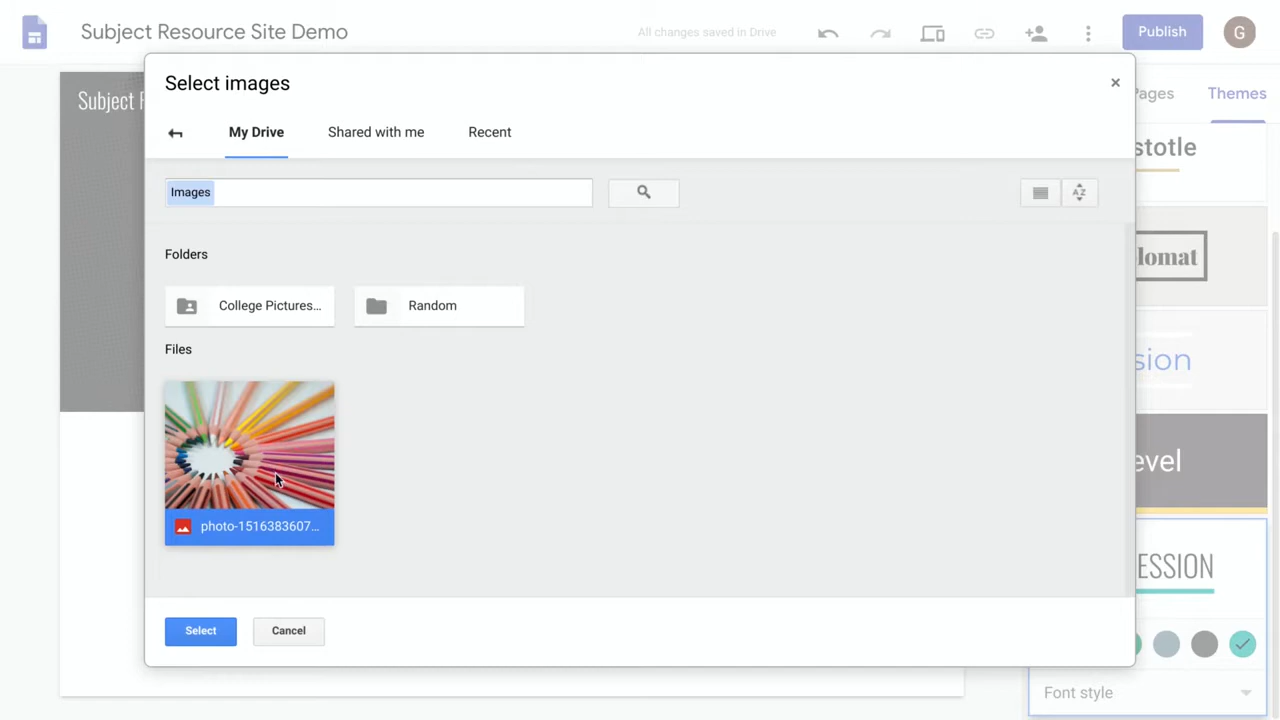 Subject Resource Site Demo
All changes saved in Drive
Publish
G
Subject R
Select images
×
Pages
Themes
My Drive
Shared with me
Recent
stotle
Images
AZ
lomat
Folders
College Pictures...
Random
Files
sion
evel
photo-1516383607...
ESSION
Select
Cancel
Font style